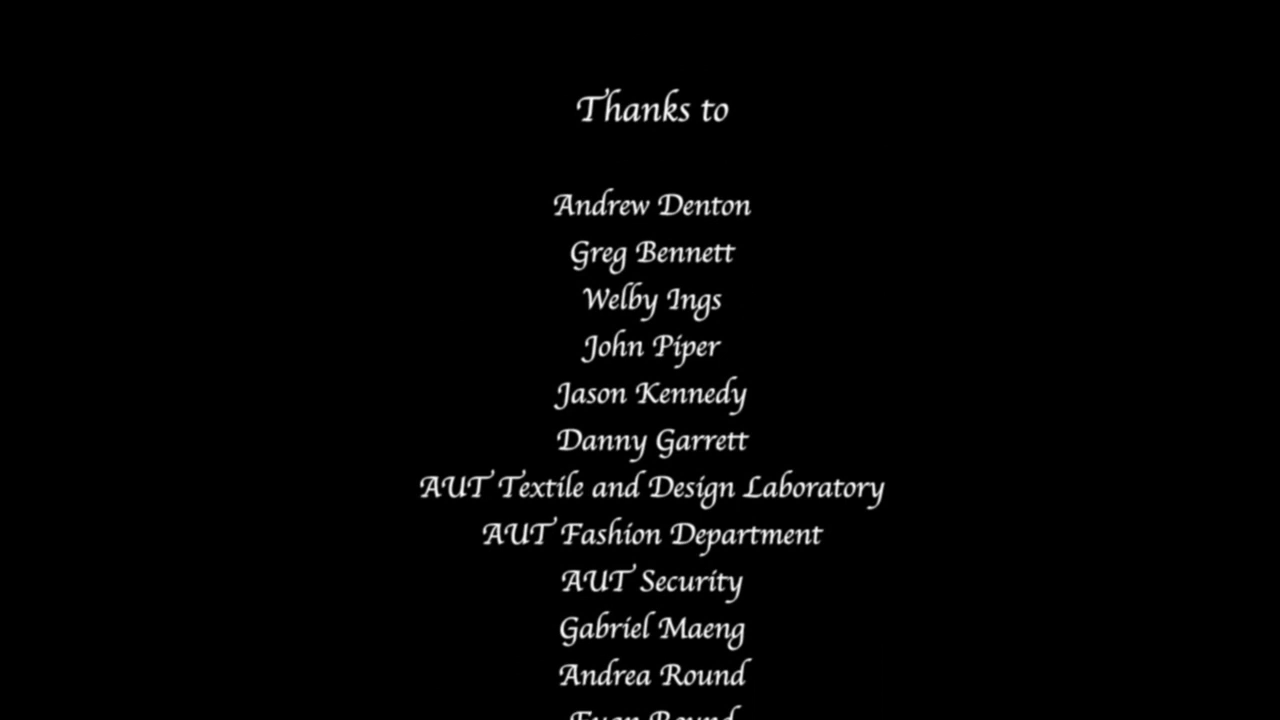 Thanks to
Andrew Denton
Greg Bennett
Welby Ings
John Piper
Jason Kennedy
Danny Garrett
AUT Textile and Design Laboratory
AUT Fashion Department
AUT Security
Gabriel Maeng
Andrea Round